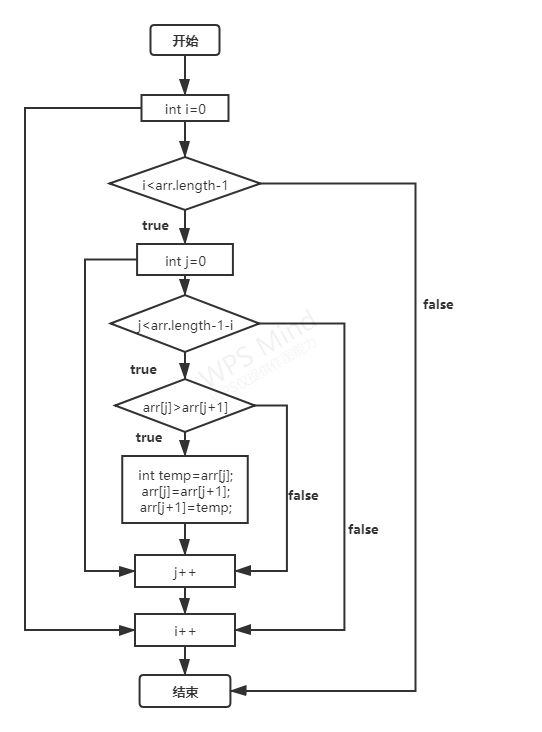 开始
int i=0
i<arr.length-1
true
int j=0
false
j<arr.length-1-i
WPS Mind
true
arr[j]>arr[j+1]
true
int temp=arr[j];
arr[j]=arr[j+1];
arr[j+1]=temp;
false
false
j++
i++
结束